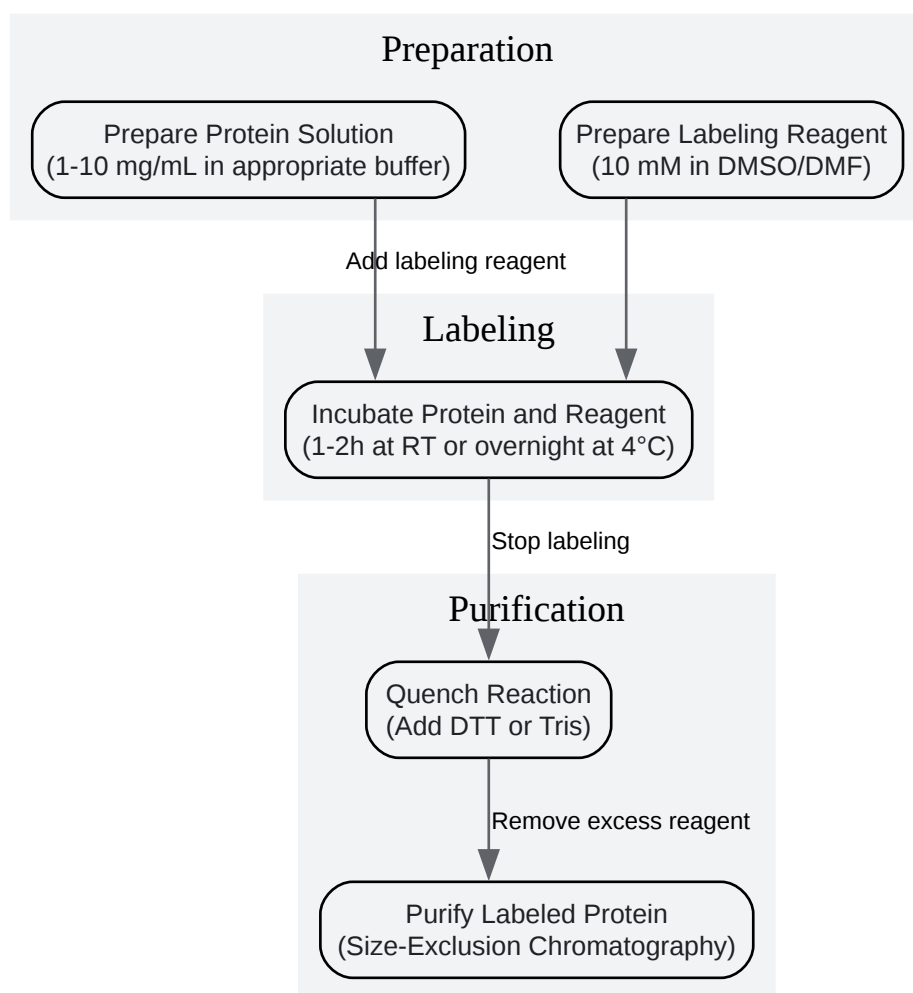 Preparation
Prepare Protein Solution
(1-10 mg/mL in appropriate buffer)
Prepare Labeling Reagent
(10 mM in DMSO/DMF)
Add labeling reagent
Labeling
Incubate Protein and Reagent
(1-2h at RT or overnight at 4°C)
Stop labeling
Purification
Quench Reaction
(Add DTT or Tris)
Remove excess reagent
Purify Labeled Protein
(Size-Exclusion Chromatography)